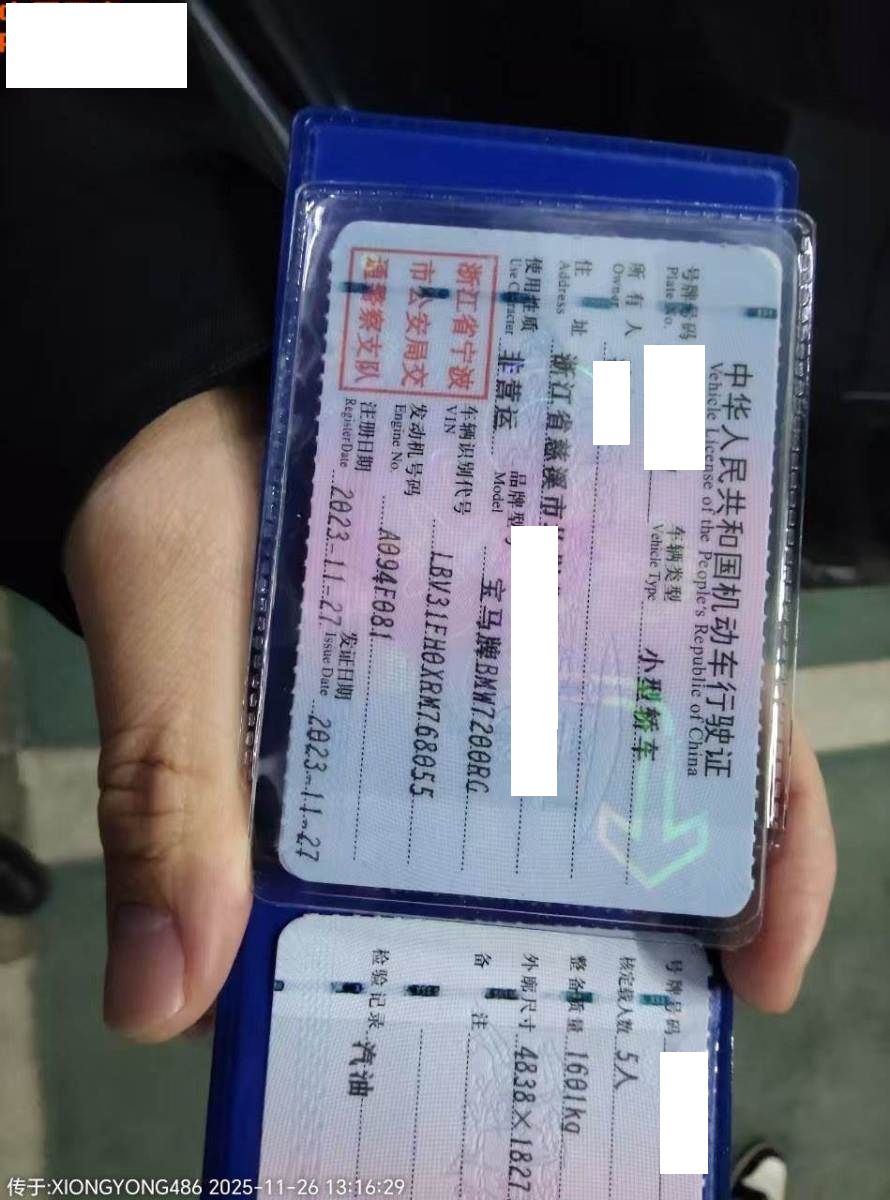 中华人民共和国机动车行驶证
Vehicle License of the People's Republic of China
号牌号码
Plate No.
车辆类型
Vehicle Type
小型轿车
所有人
Owner
住址
Address
浙江省慈溪市
使用性质
Use Character
非营运
品牌型号
Model
宝马牌BMW7200RG
浙江省宁波
市公安局交
通警察支队
车辆识别代号
VIN
LBV31FH0XRM768055
发动机号码
Engine No.
A094F081
注册日期
Register Date
2023-11-27
发证日期
Issue Date
2023-11-27
号牌号码
核定载人数 5人
整备质量 1601kg
外廓尺寸 4838×1827
备注
检验记录
汽油
传于:XIONGYONG486 2025-11-26 13:16:29